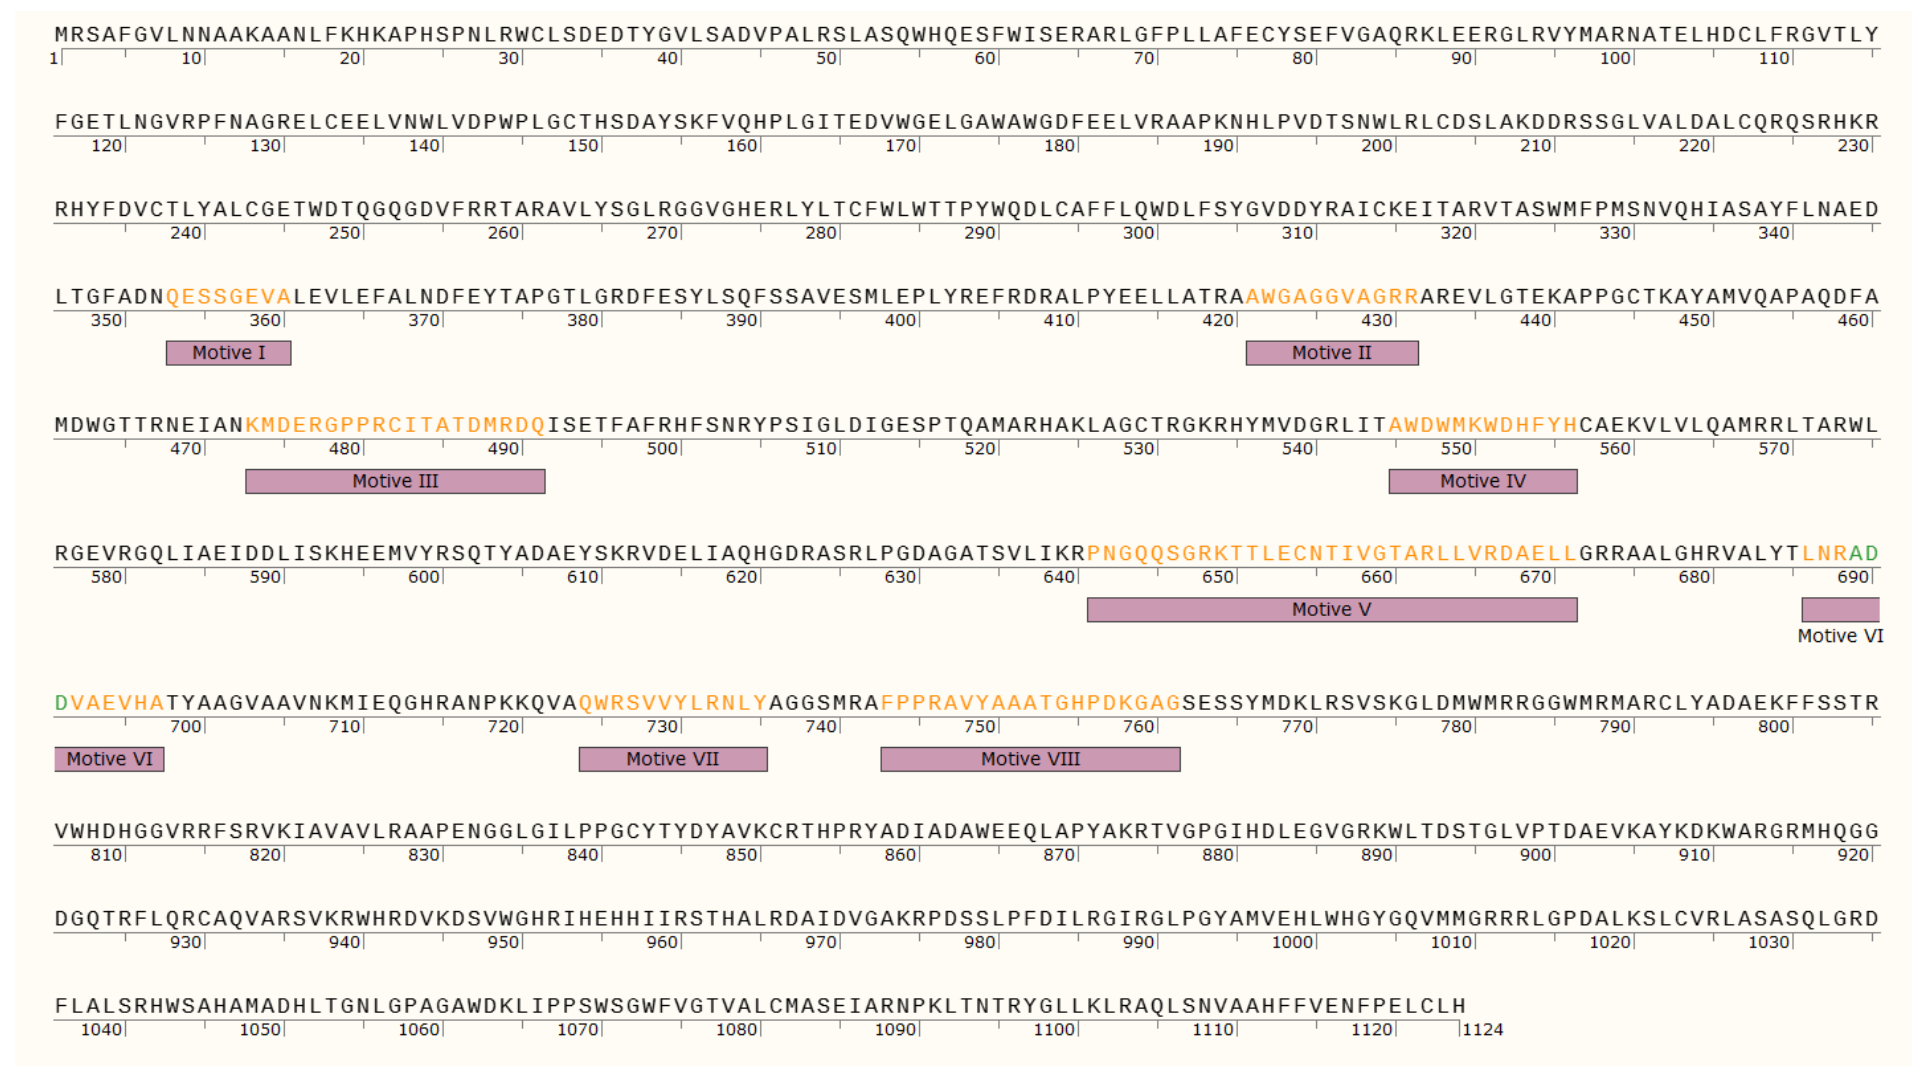 MRSAFGVLNNAAKAANLFKHKAPHSPNLRWCLSDEDTYGVLSADVPALRSLASQWHQESFWISERARLGFPLLAFECYSEFVGAQRKLEERGLRVYMARNATELHDCLFRGVTLY
1| 10| 20| 30| 40| 50| 60| 70| 80| 90| 100| 110|
FGETLNGVRPFNAGRELCEELVNWLVDPWPLGCTHSDAYSKFVQHPLGITEDVWGELGAWAWGDFEELVRAAPKNHLPVDTSNWLRLCDSLAKDDRSSGLVALDALCQRQSRHKR
120| 130| 140| 150| 160| 170| 180| 190| 200| 210| 220| 230|
RHYFDVCTLYALCGETWDTQGQGDVFRRTARAVLYSGLRGGVGHERLYLTCFWLWTTPYWQDLCAFFLQWDLFSYGVDDYRAICKEITARVTASWMFPMSNVQHIASAYFLNAED
240| 250| 260| 270| 280| 290| 300| 310| 320| 330| 340|
LTGFADNQESSGEVALEVLEFALNDFEYTAPGTLGRDFESYLSQFSSAVESMLEPLYREFRDRALPYEELLATRAAWGAGGVAGRRAREVLGTEKAPPGCTKAYAMVQAPAQDFA
350| 360| 370| 380| 390| 400| 410| 420| 430| 440| 450| 460|
Motive I Motive II
MDWGTTRNEIANKMDERGPPRCITATDMRDQISETFAFRHFSNRYPSIGLDIGESPTQAMARHAKLAGCTRGKRHYMVDGRLITAWDWMKWDHFYHCAEKVLVLQAMRRLTARWL
470| 480| 490| 500| 510| 520| 530| 540| 550| 560| 570|
Motive III Motive IV
RGEVRGQLIAEIDDLISKHEEMVYRSQTYADAEYSKRVDELIAQHGDRASRLPGDAGATSVLIKRPNGQQSGRKTTLECNTIVGTARLLVRDAELLGRRAALGHRVALYTLNRAD
580| 590| 600| 610| 620| 630| 640| 650| 660| 670| 680| 690|
Motive V
Motive VI
DVAEVHATYAAGVAAVNKMIEQGHRANPKKQVAQWRSVVYLRNLYAGGSMRAFPPRAVYAAATGHPDKGAGSESSYMDKLRSVSKGLDMWMRRGGWMRMARCLYADAEKFFSSTR
700| 710| 720| 730| 740| 750| 760| 770| 780| 790| 800|
Motive VI Motive VII Motive VIII
VWHDHGGVRRFSRVKIAVAVLRAAPENGGLGILPPGCYTYDYAVKCRTHPRYADIADAWEEQLAPYAKRTVGPGIHDLEGVGRKWLTDSTGLVPTDAEVKAYKDKWARGRMHQGG
810| 820| 830| 840| 850| 860| 870| 880| 890| 900| 910| 920|
DGQTRFLQRCAQVARSVKRWHRDVKDSVWGHRIHEHHIIRSTHALRDAIDVGAKRPDSSLPFDILRGIRGLPGYAMVEHLWHGYGQVMMGRRRLGPDALKSLCVRLASASQLGRD
930| 940| 950| 960| 970| 980| 990| 1000| 1010| 1020| 1030|
FLALSRHWSAHAMADHLTGNLGPAGAWDKLIPPSWSGWFVGTVALCMASEIARNPKLTNTRYGLLKLRAQLSNVAAHFFVENFPELCLH
1040| 1050| 1060| 1070| 1080| 1090| 1100| 1110| 1120| |1124